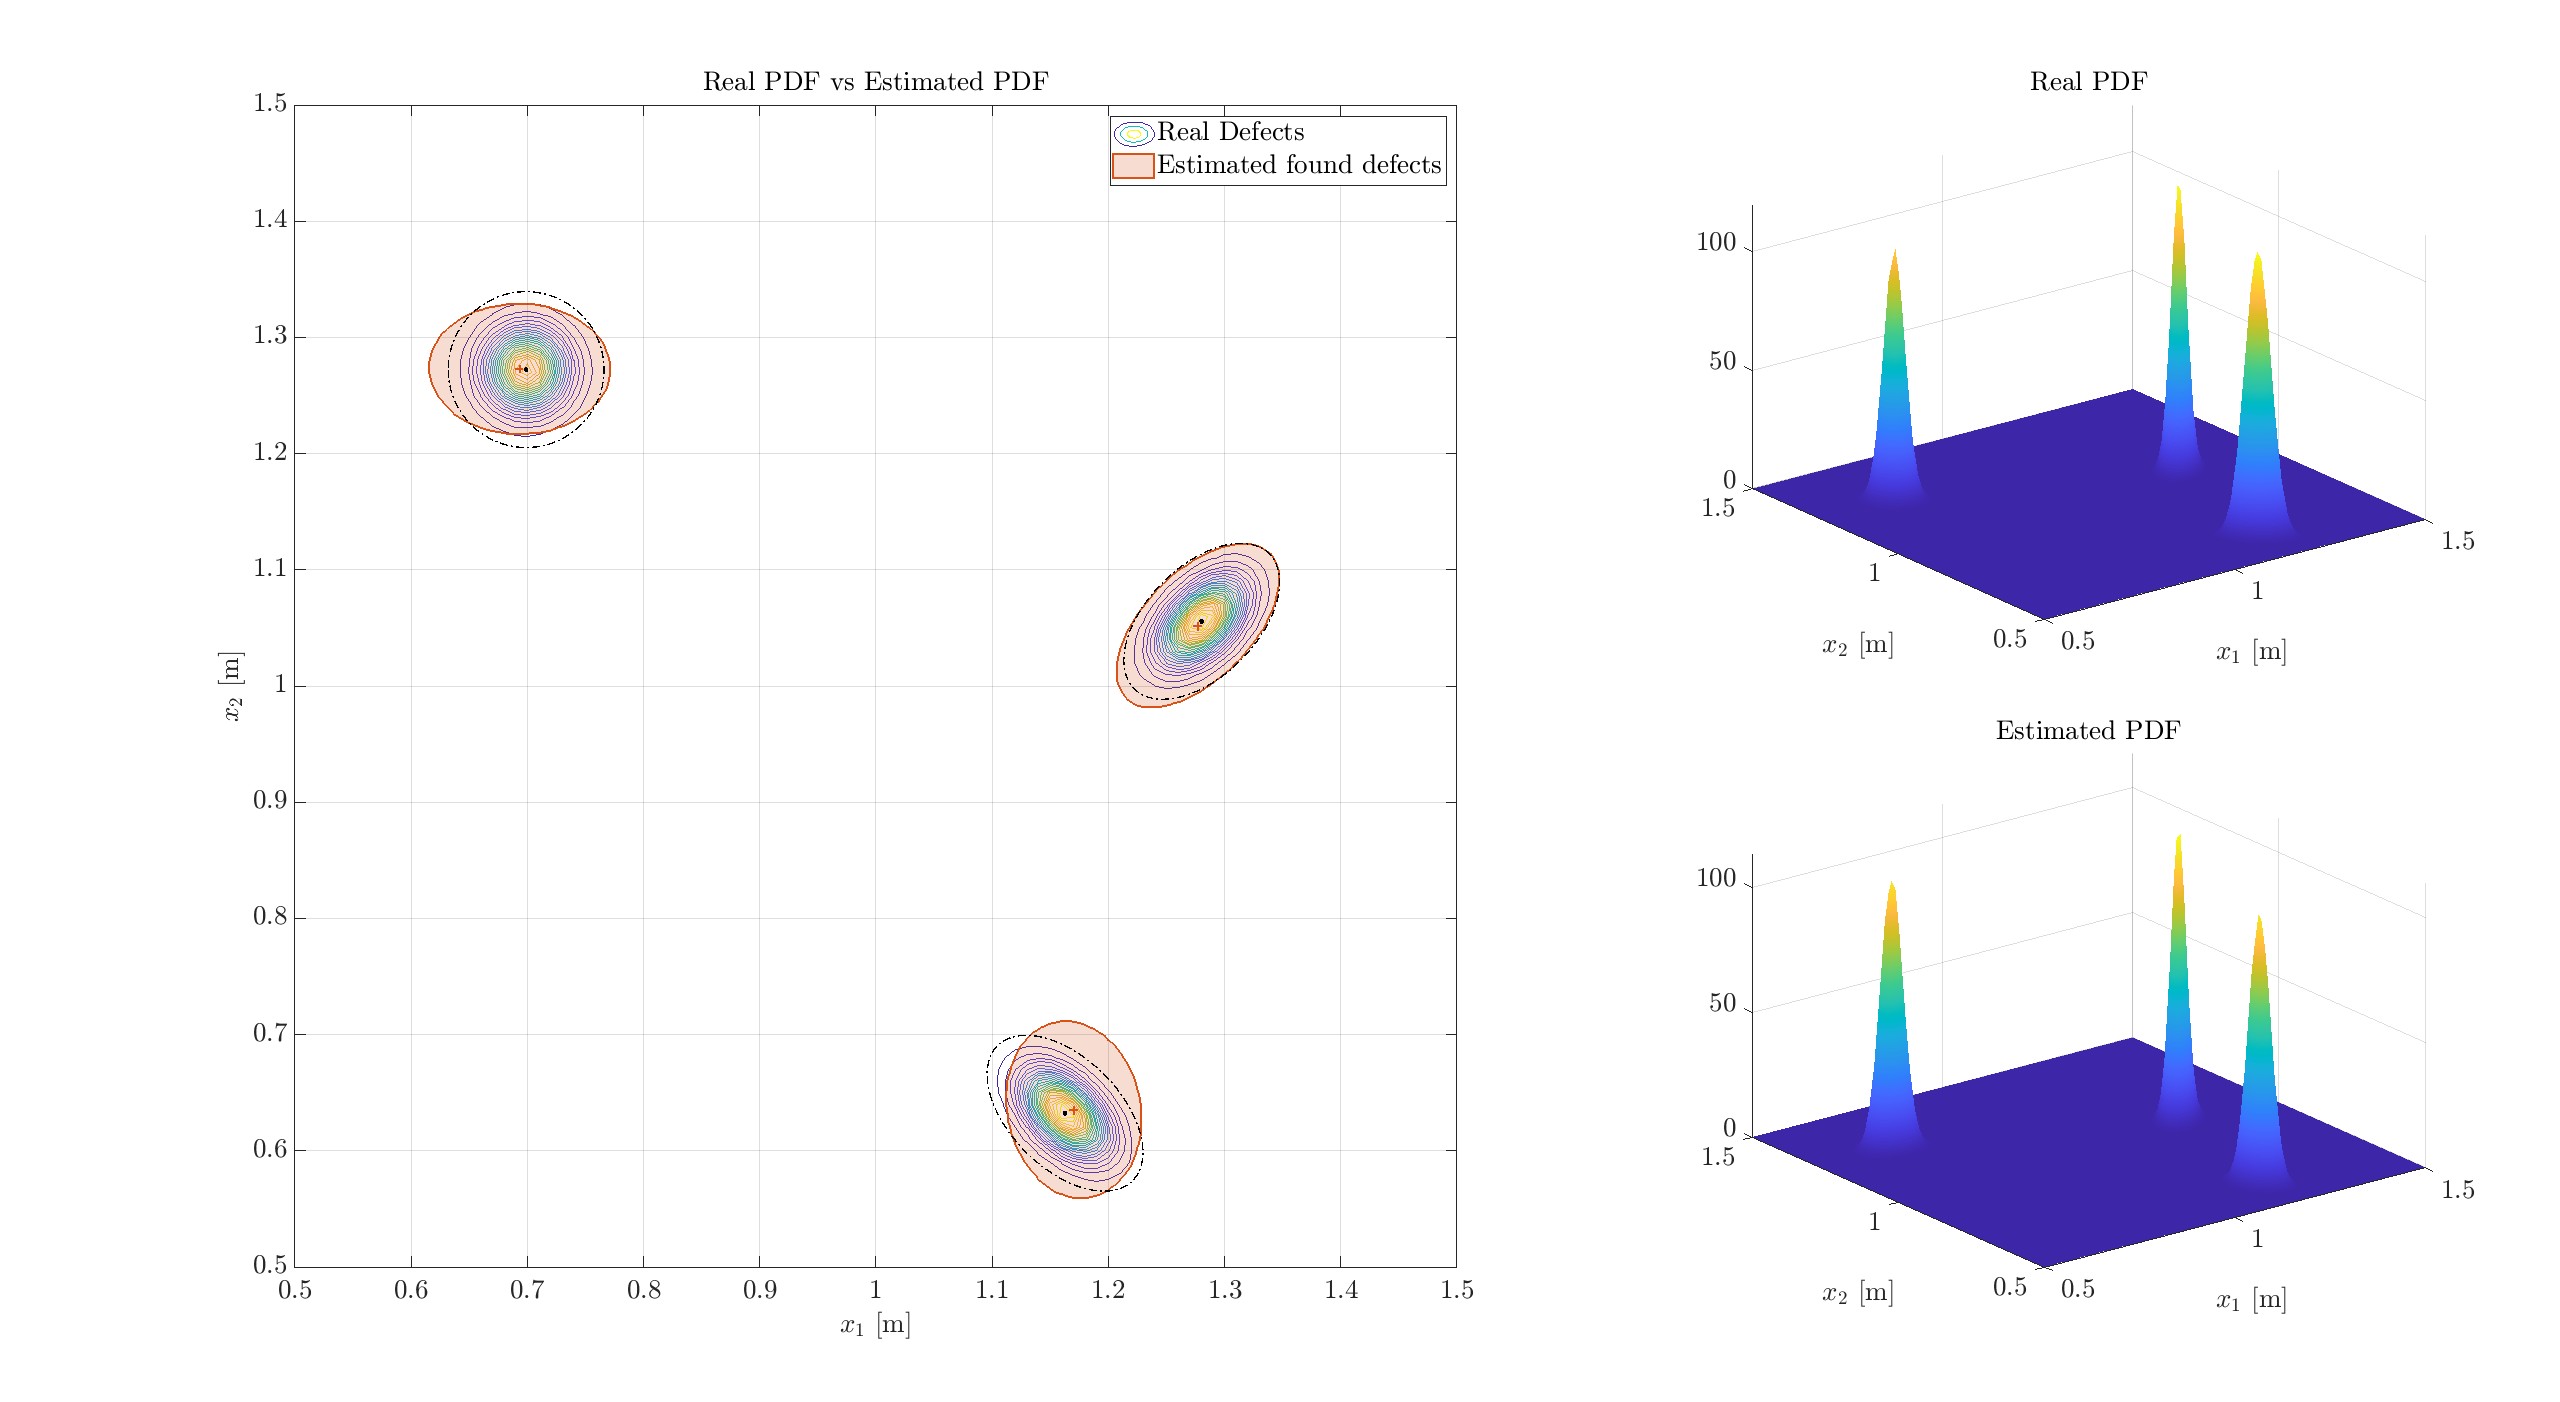 Real PDF vs Estimated PDF
Real Defects
Estimated found defects
1.5
1.4
1.3
1.2
1.1
1
0.9
0.8
0.7
0.6
0.5
x₂ [m]
0.5 0.6 0.7 0.8 0.9 1 1.1 1.2 1.3 1.4 1.5
x₁ [m]
Real PDF
100
50
0
1.5
1
0.5
x₂ [m]
0.5
1
1.5
x₁ [m]
Estimated PDF
100
50
0
1.5
1
0.5
x₂ [m]
0.5
1
1.5
x₁ [m]